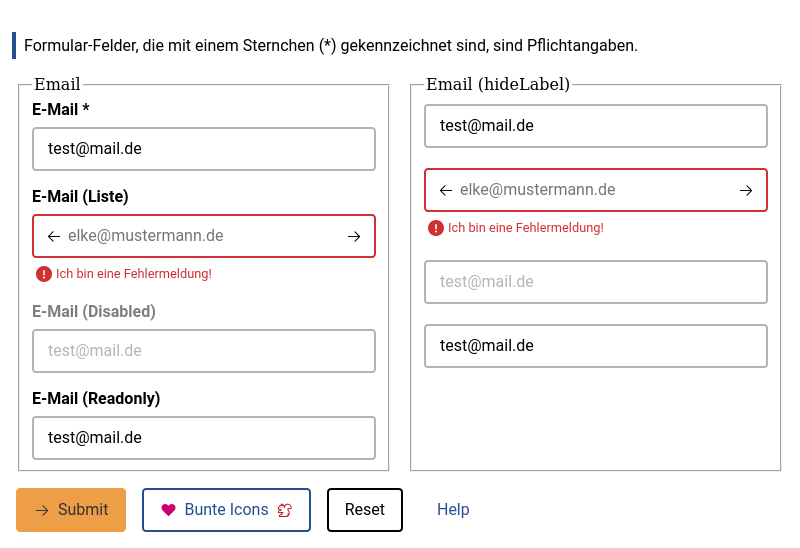 Formular-Felder, die mit einem Sternchen (*) gekennzeichnet sind, sind Pflichtangaben.
Email
E-Mail *
test@mail.de
E-Mail (Liste)
elke@mustermann.de
Ich bin eine Fehlermeldung!
E-Mail (Disabled)
test@mail.de
E-Mail (Readonly)
test@mail.de
Email (hideLabel)
test@mail.de
elke@mustermann.de
Ich bin eine Fehlermeldung!
test@mail.de
test@mail.de
Submit
Bunte Icons
Reset
Help